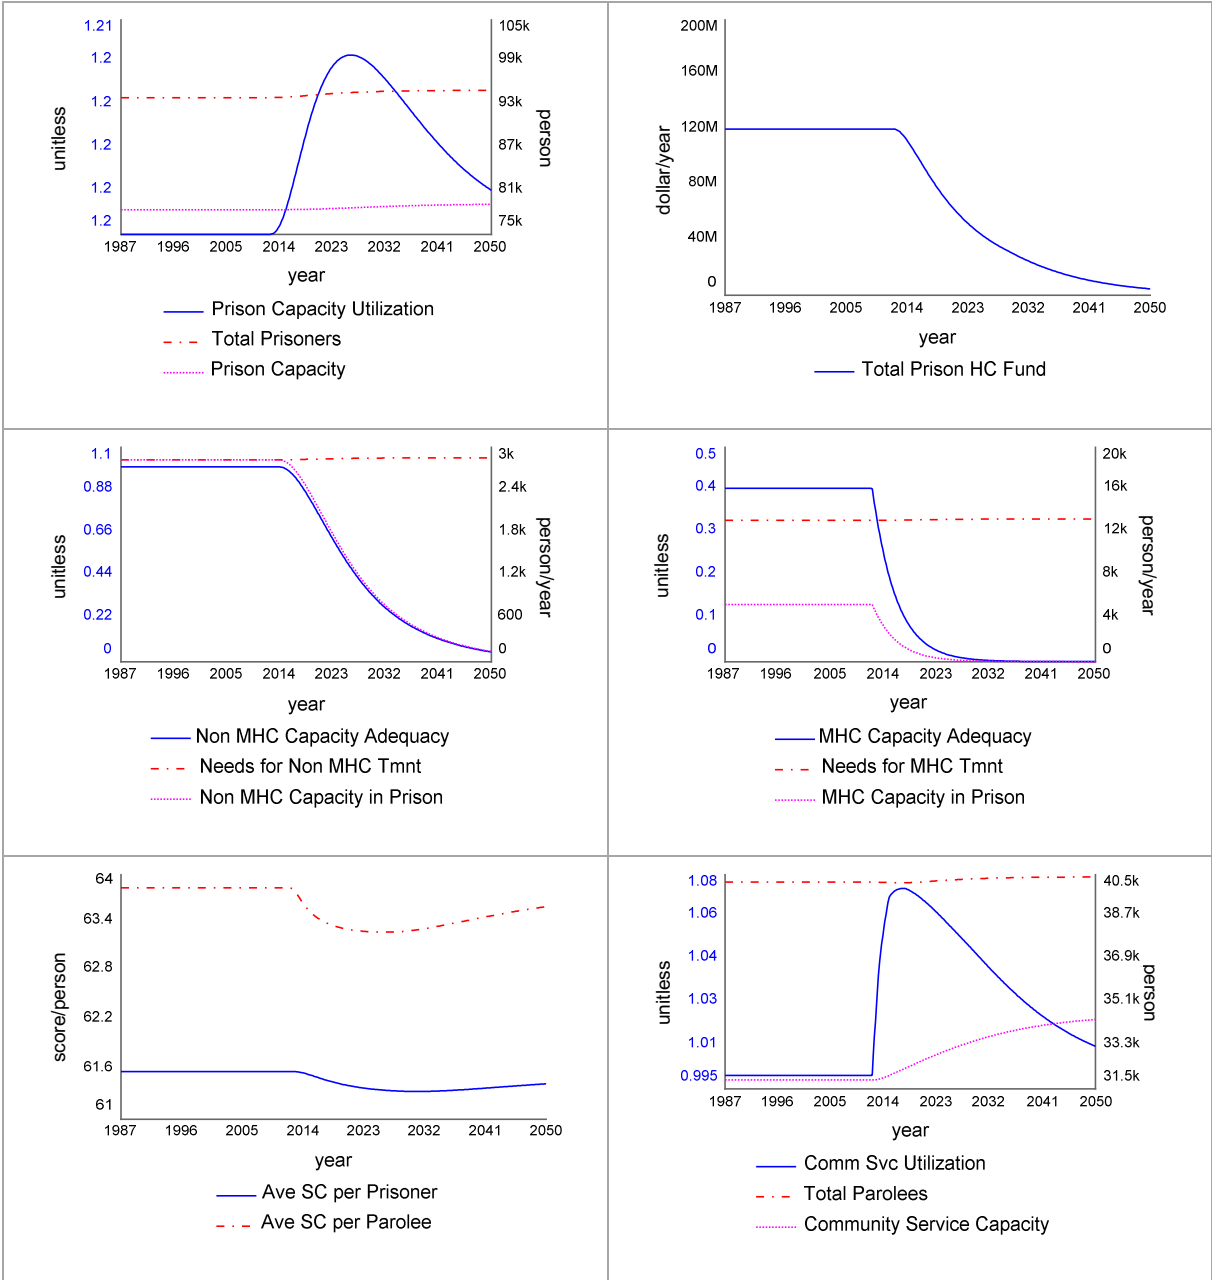 1.21
1.2
1.2
1.2
1.2
1.2
unitless
105k
99k
93k
87k
81k
75k
person
1987 1996 2005 2014 2023 2032 2041 2050
year
Prison Capacity Utilization
Total Prisoners
Prison Capacity
200M
160M
120M
80M
40M
0
dollar/year
1987 1996 2005 2014 2023 2032 2041 2050
year
Total Prison HC Fund
1.1
0.88
0.66
0.44
0.22
0
unitless
3k
2.4k
1.8k
1.2k
600
0
person/year
1987 1996 2005 2014 2023 2032 2041 2050
year
Non MHC Capacity Adequacy
Needs for Non MHC Tmnt
Non MHC Capacity in Prison
0.5
0.4
0.3
0.2
0.1
0
unitless
20k
16k
12k
8k
4k
0
person/year
1987 1996 2005 2014 2023 2032 2041 2050
year
MHC Capacity Adequacy
Needs for MHC Tmnt
MHC Capacity in Prison
64
63.4
62.8
62.2
61.6
61
score/person
1987 1996 2005 2014 2023 2032 2041 2050
year
Ave SC per Prisoner
Ave SC per Parolee
1.08
1.06
1.04
1.03
1.01
0.995
unitless
40.5k
38.7k
36.9k
35.1k
33.3k
31.5k
person
1987 1996 2005 2014 2023 2032 2041 2050
year
Comm Svc Utilization
Total Parolees
Community Service Capacity